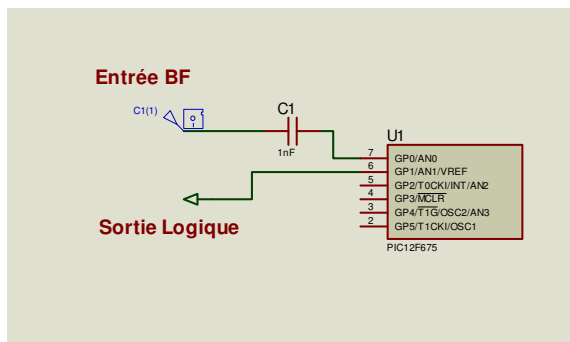 Entrée BF
C1(1)
C1
1nF
U1
7 GP0/AN0
6 GP1/AN1/VREF
5 GP2/T0CKI/INT/AN2
4 GP3/MCLR
3 GP4/T1G/OSC2/AN3
2 GP5/T1CKI/OSC1
PIC12F675
Sortie Logique